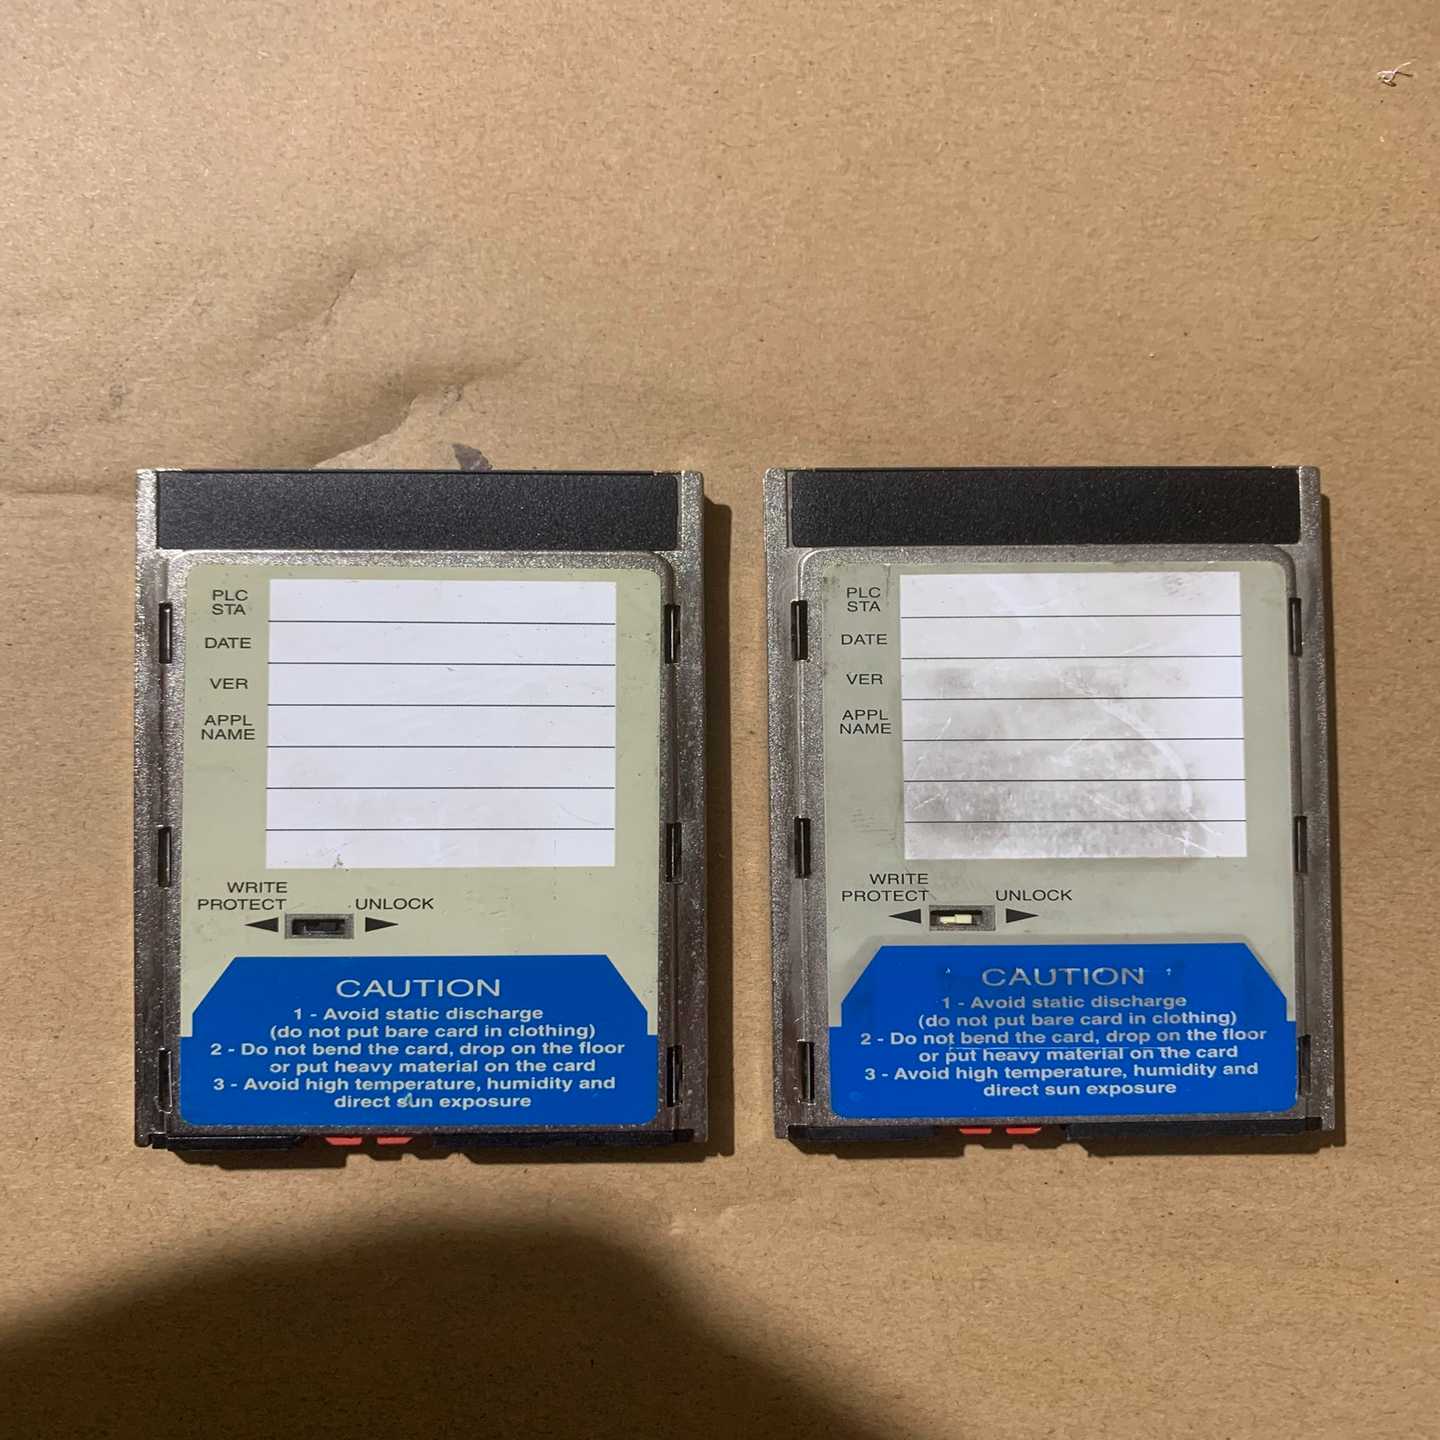 PLC
STA
DATE
VER
APPL
NAME
WRITE
PROTECT
UNLOCK
CAUTION
1 - Avoid static discharge
(do not put bare card in clothing)
2 - Do not bend the card, drop on the floor
or put heavy material on the card
3 - Avoid high temperature, humidity and
direct sun exposure
PLC
STA
DATE
VER
APPL
NAME
WRITE
PROTECT
UNLOCK
CAUTION
1 - Avoid static discharge
(do not put bare card in clothing)
2 - Do not bend the card, drop on the floor
or put heavy material on the card
3 - Avoid high temperature, humidity and
direct sun exposure